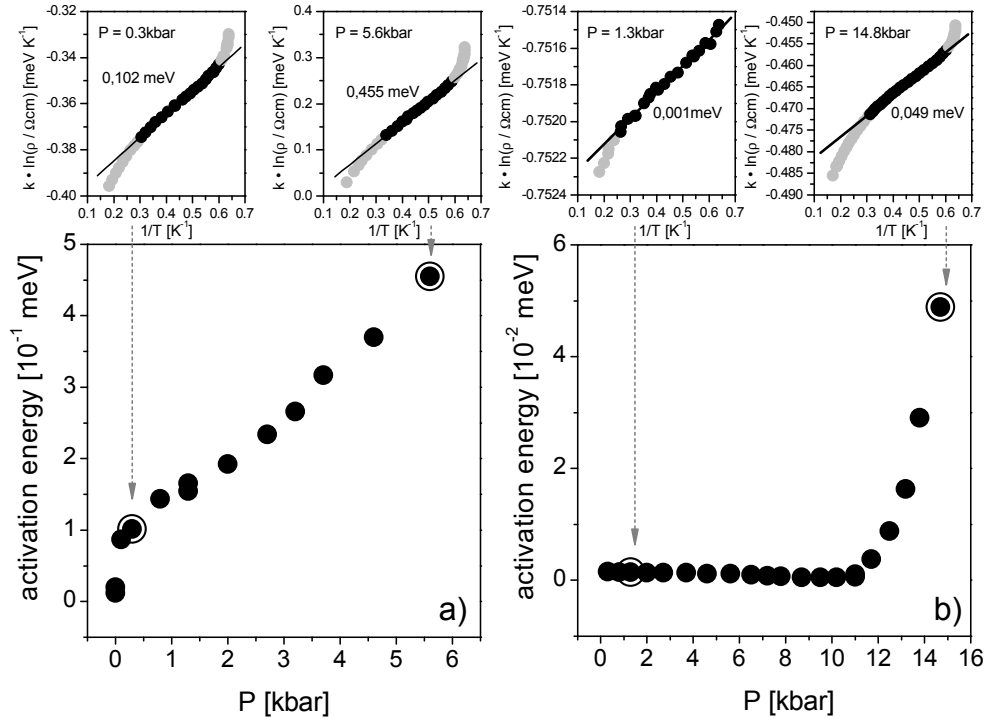 P = 0.3kbar
0,102 meV
k • ln(ρ / Ωcm) [meV K⁻¹]
-0.32
-0.34
-0.36
-0.38
-0.40
0.1 0.2 0.3 0.4 0.5 0.6 0.7
1/T [K⁻¹]
P = 5.6kbar
0,455 meV
k • ln(ρ / Ωcm) [meV K⁻¹]
0.4
0.3
0.2
0.1
0.0
0.1 0.2 0.3 0.4 0.5 0.6 0.7
1/T [K⁻¹]
P = 1.3kbar
0,001meV
k • ln(ρ / Ωcm) [meV K⁻¹]
-0.7514
-0.7516
-0.7518
-0.7520
-0.7522
-0.7524
0.1 0.2 0.3 0.4 0.5 0.6 0.7
1/T [K⁻¹]
P = 14.8kbar
0,049 meV
k • ln(ρ / Ωcm) [meV K⁻¹]
-0.450
-0.455
-0.460
-0.465
-0.470
-0.475
-0.480
-0.485
-0.490
0.1 0.2 0.3 0.4 0.5 0.6 0.7
1/T [K⁻¹]
activation energy [10⁻¹ meV]
5
4
3
2
1
0
a)
0 1 2 3 4 5 6
P [kbar]
activation energy [10⁻² meV]
6
4
2
0
b)
0 2 4 6 8 10 12 14 16
P [kbar]